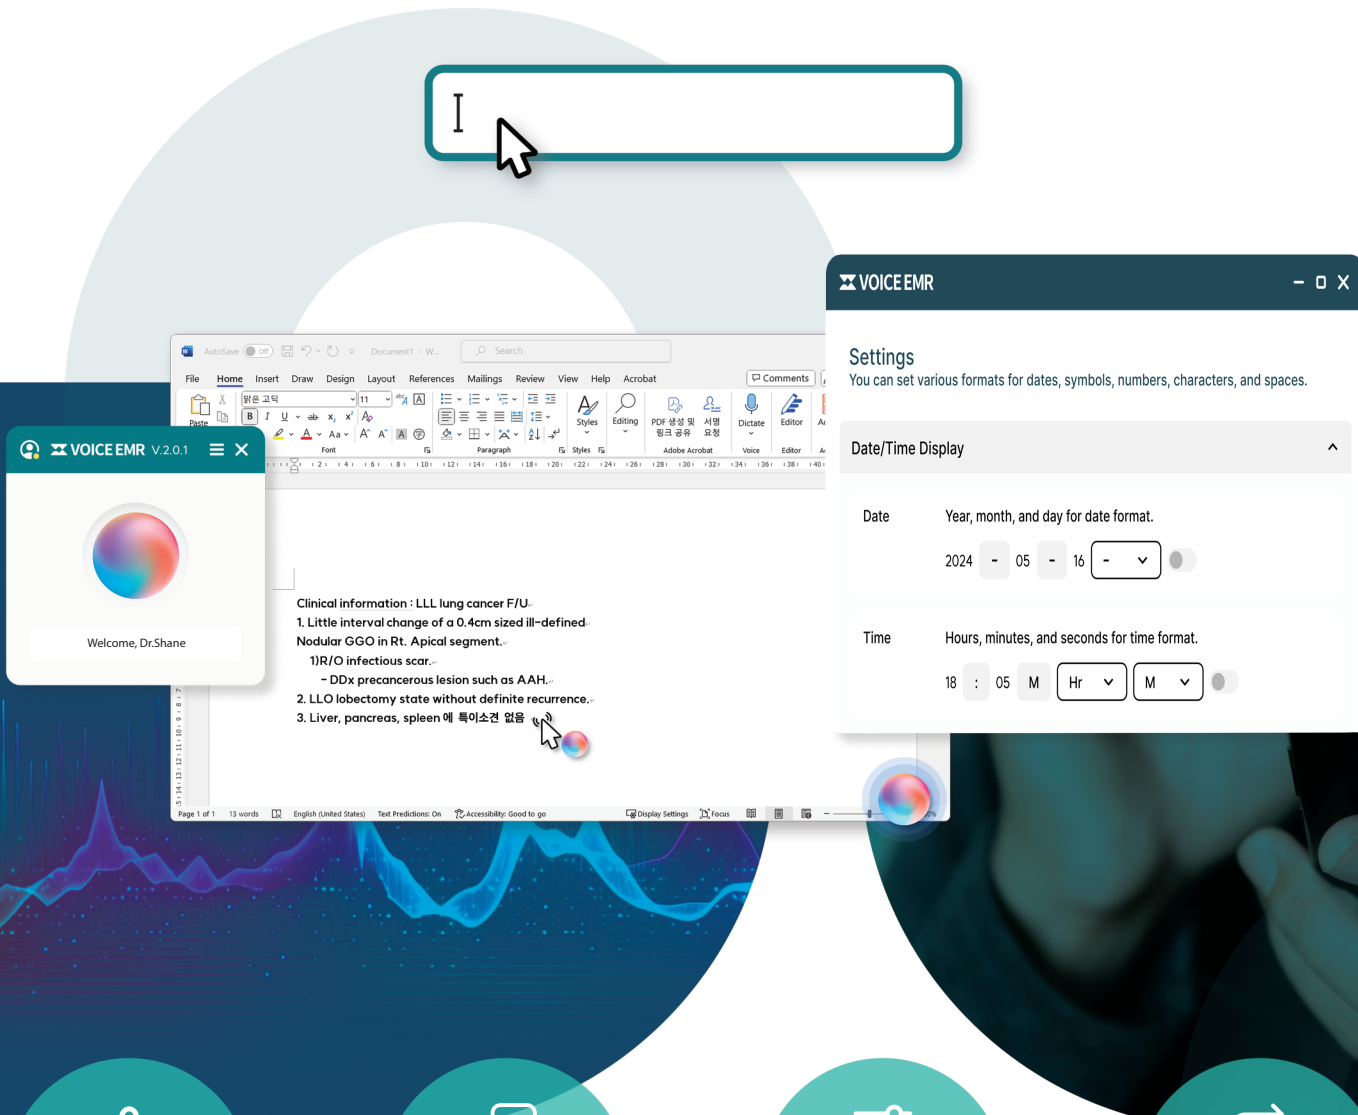 VOICE EMR
Settings
You can set various formats for dates, symbols, numbers, characters, and spaces.
Date/Time Display
Date
Year, month, and day for date format.
2024 - 05 - 16 -
Time
Hours, minutes, and seconds for time format.
18 : 05 M Hr M
AutoSave Off Document1 - W... Search
File Home Insert Draw Design Layout References Mailings Review View Help Acrobat Comments
Paste
맑은 고딕 11
B I U ab x, x² A
A Aa A A A
Styles Editing PDF 생성 및 링크 공유 서명 요청 Dictate Editor
Font Paragraph Styles Adobe Acrobat Voice Editor
VOICE EMR V.2.0.1
Welcome, Dr.Shane
Clinical information : LLL lung cancer F/U
1. Little interval change of a 0.4cm sized ill-defined
Nodular GGO in Rt. Apical segment.
1)R/O infectious scar.
- DDx precancerous lesion such as AAH.
2. LLO lobectomy state without definite recurrence.
3. Liver, pancreas, spleen 에 특이소견 없음
Page 1 of 1 13 words English (United States) Text Predictions: On Accessibility: Good to go Display Settings Focus